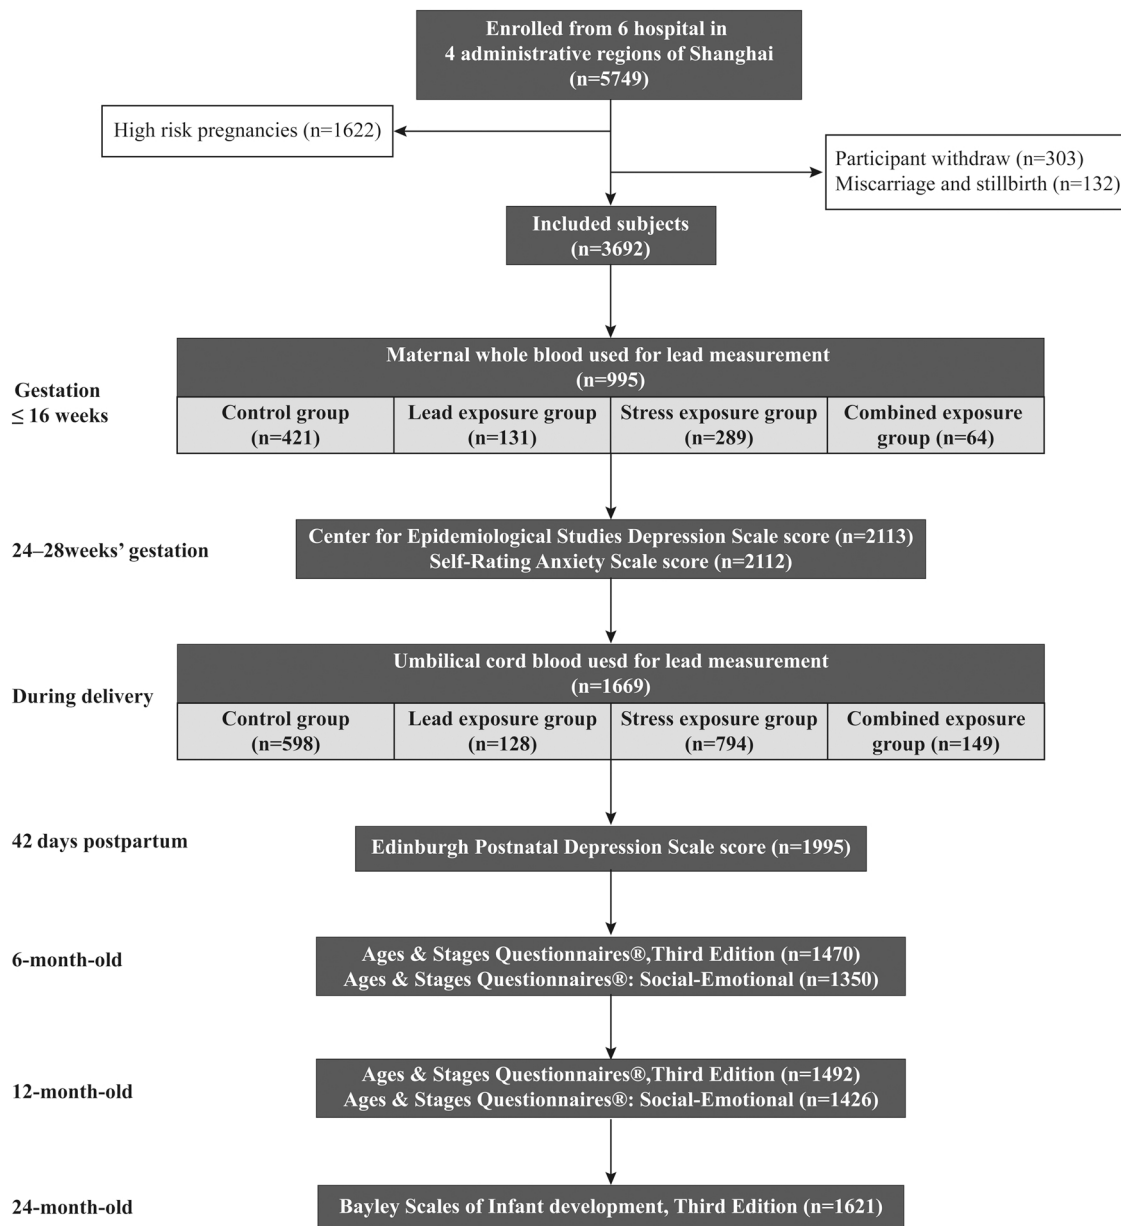 Enrolled from 6 hospital in
4 administrative regions of Shanghai
(n=5749)
High risk pregnancies (n=1622)
Participant withdraw (n=303)
Miscarriage and stillbirth (n=132)
Included subjects
(n=3692)
Gestation
≤ 16 weeks
Maternal whole blood used for lead measurement
(n=995)
Control group
(n=421)
Lead exposure group
(n=131)
Stress exposure group
(n=289)
Combined exposure
group (n=64)
24–28weeks' gestation
Center for Epidemiological Studies Depression Scale score (n=2113)
Self-Rating Anxiety Scale score (n=2112)
During delivery
Umbilical cord blood uesd for lead measurement
(n=1669)
Control group
(n=598)
Lead exposure group
(n=128)
Stress exposure group
(n=794)
Combined exposure
group (n=149)
42 days postpartum
Edinburgh Postnatal Depression Scale score (n=1995)
6-month-old
Ages & Stages Questionnaires®,Third Edition (n=1470)
Ages & Stages Questionnaires®: Social-Emotional (n=1350)
12-month-old
Ages & Stages Questionnaires®,Third Edition (n=1492)
Ages & Stages Questionnaires®: Social-Emotional (n=1426)
24-month-old
Bayley Scales of Infant development, Third Edition (n=1621)